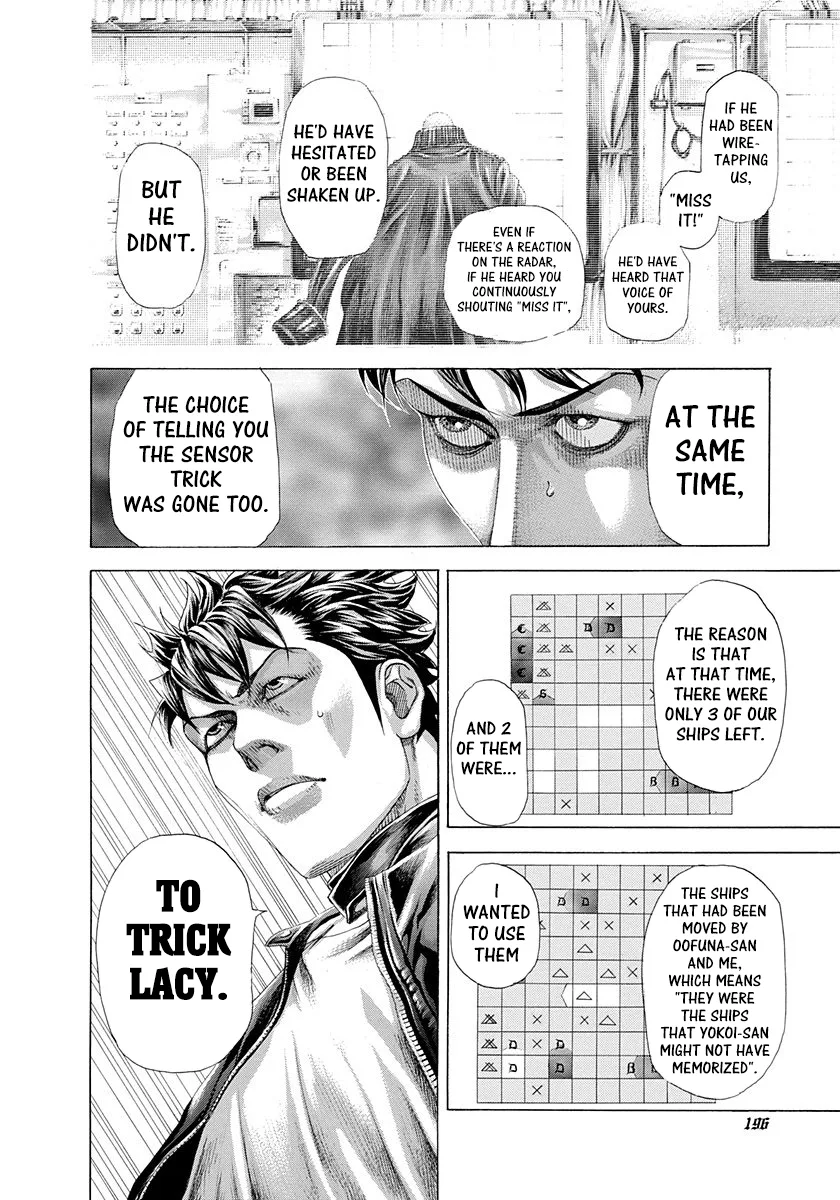 IF HE
HAD BEEN
WIRE-
TAPPING
US,
"MISS
IT!"
HE'D HAVE
HEARD THAT
VOICE OF
YOURS.
EVEN IF
THERE'S A REACTION
ON THE RADAR,
IF HE HEARD YOU
CONTINUOUSLY
SHOUTING "MISS IT",
HE'D HAVE
HESITATED
OR BEEN
SHAKEN UP.
BUT
HE
DIDN'T.
AT THE
SAME
TIME,
THE CHOICE
OF TELLING YOU
THE SENSOR
TRICK
WAS GONE TOO.
THE REASON
IS THAT
AT THAT TIME,
THERE WERE
ONLY 3 OF OUR
SHIPS LEFT.
AND 2
OF THEM
WERE...
C
D D
C
C
S
B B B
THE SHIPS
THAT HAD BEEN
MOVED BY
OOFUNA-SAN
AND ME,
WHICH MEANS
"THEY WERE
THE SHIPS
THAT YOKOI-SAN
MIGHT NOT HAVE
MEMORIZED".
I
WANTED
TO USE
THEM
D D
D D
D B B
TO
TRICK
LACY.
196